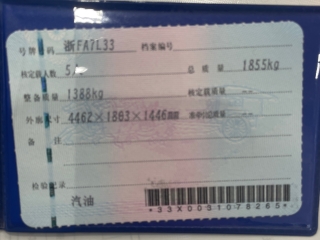 号牌号码 浙FA7L33 档案编号
核定载人数 5人 总质量 1855kg
整备质量 1388kg 核定载质量 --
外廓尺寸 4462×1863×1446mm 准牵引总质量 --
备注
检验记录
汽油
*33X0031078265*